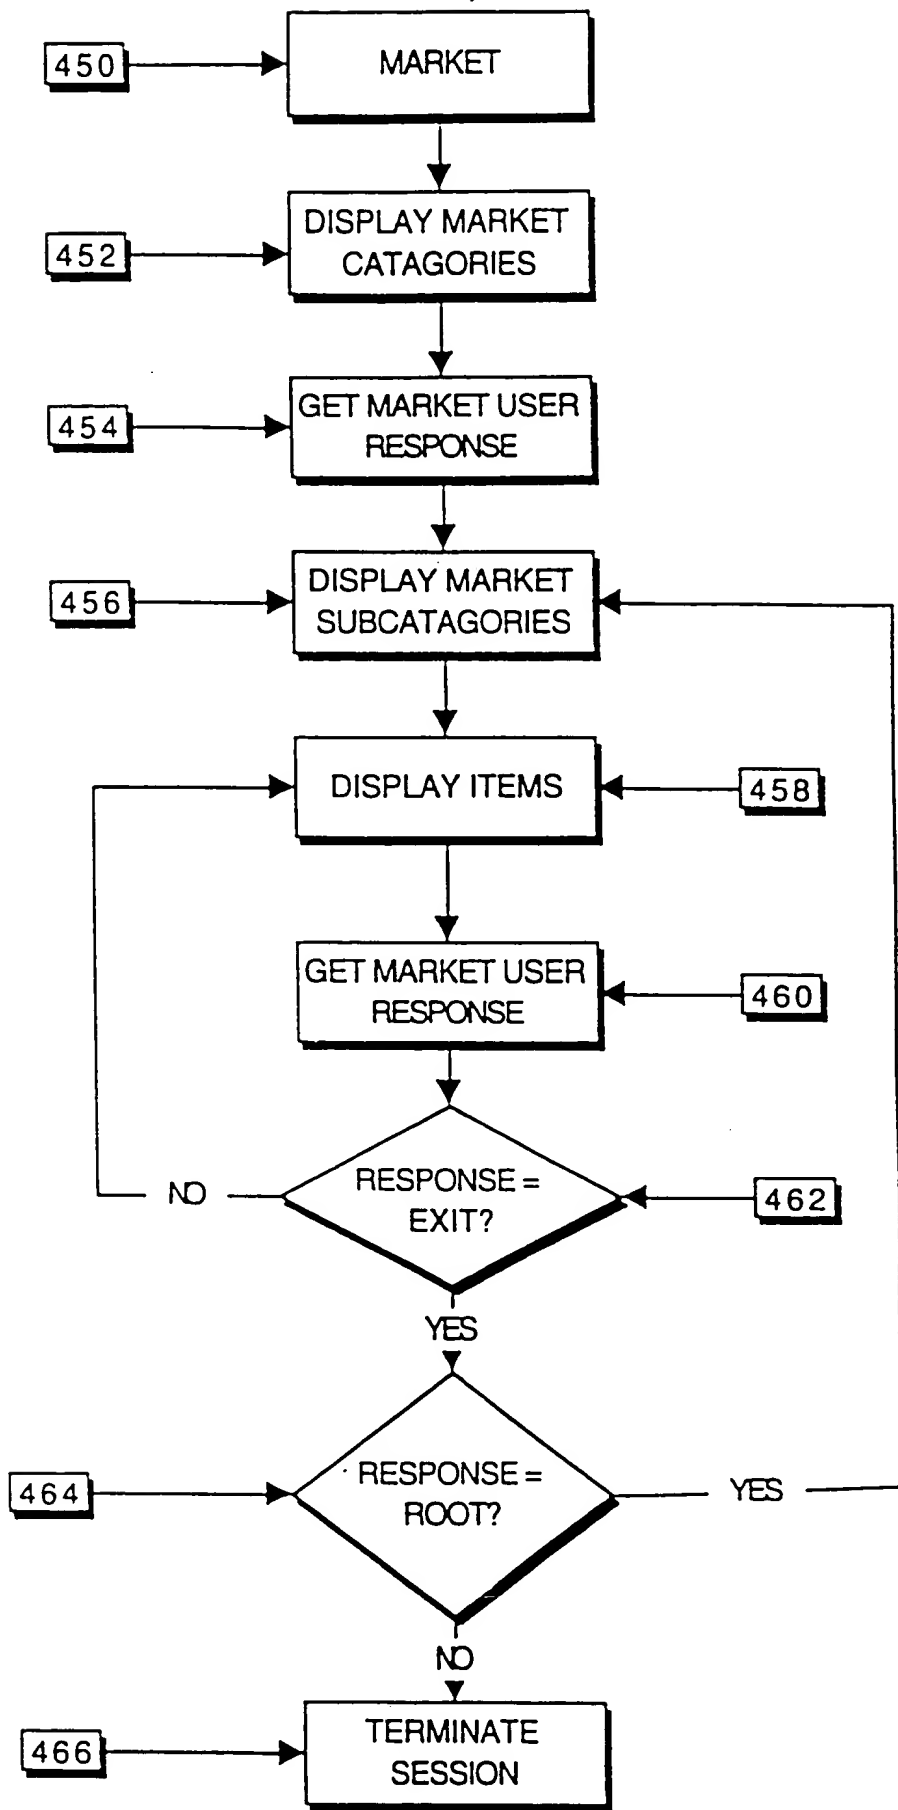 450
MARKET
452
DISPLAY MARKET
CATAGORIES
454
GET MARKET USER
RESPONSE
456
DISPLAY MARKET
SUBCATAGORIES
DISPLAY ITEMS
458
GET MARKET USER
RESPONSE
460
RESPONSE =
EXIT?
NO
462
YES
464
RESPONSE =
ROOT?
YES
NO
466
TERMINATE
SESSION